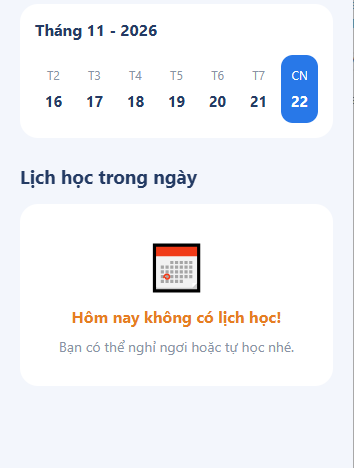 Tháng 11 - 2026
T2 T3 T4 T5 T6 T7 CN
16 17 18 19 20 21 22
Lịch học trong ngày
Hôm nay không có lịch học!
Bạn có thể nghỉ ngơi hoặc tự học nhé.